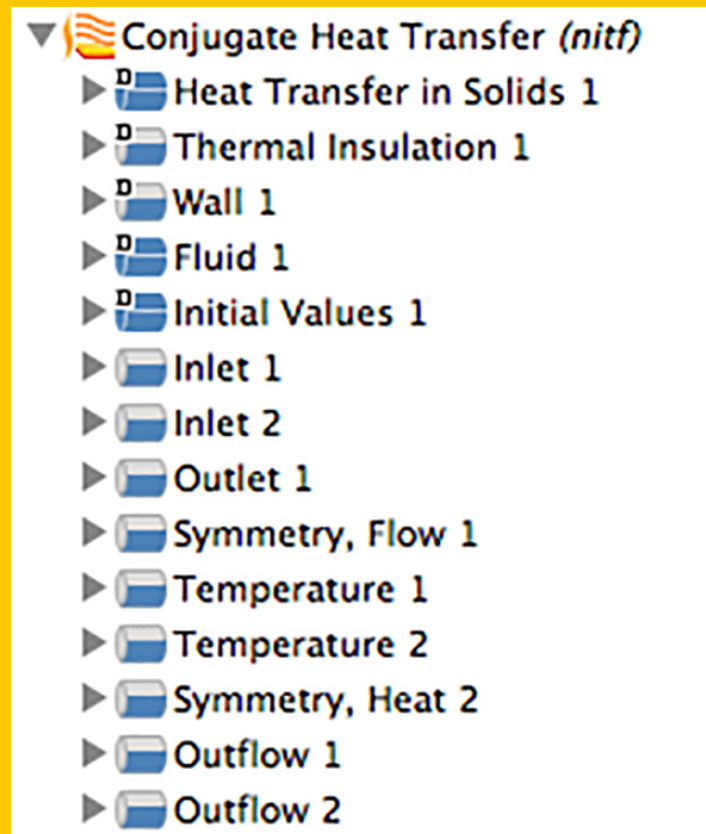 Conjugate Heat Transfer (nitf)
D Heat Transfer in Solids 1
D Thermal Insulation 1
D Wall 1
D Fluid 1
D Initial Values 1
Inlet 1
Inlet 2
Outlet 1
Symmetry, Flow 1
Temperature 1
Temperature 2
Symmetry, Heat 2
Outflow 1
Outflow 2